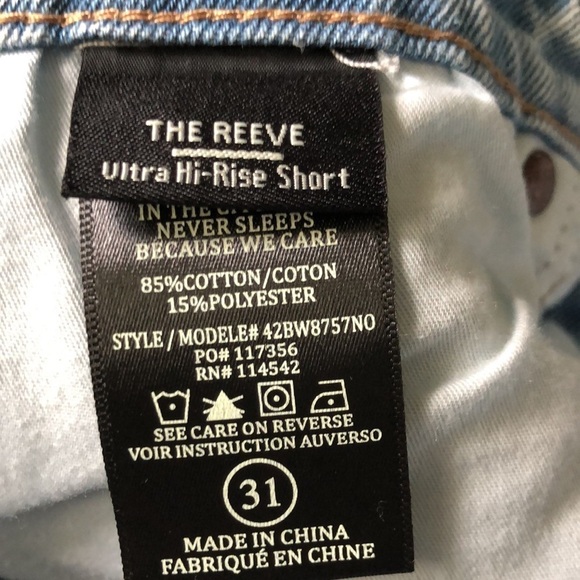 THE REEVE
Ultra Hi-Rise Short
IN THE
NEVER SLEEPS
BECAUSE WE CARE
85%COTTON/COTON
15%POLYESTER
STYLE / MODELE# 42BW8757NO
PO# 117356
RN# 114542
SEE CARE ON REVERSE
VOIR INSTRUCTION AUVERSO
31
MADE IN CHINA
FABRIQUÉ EN CHINE